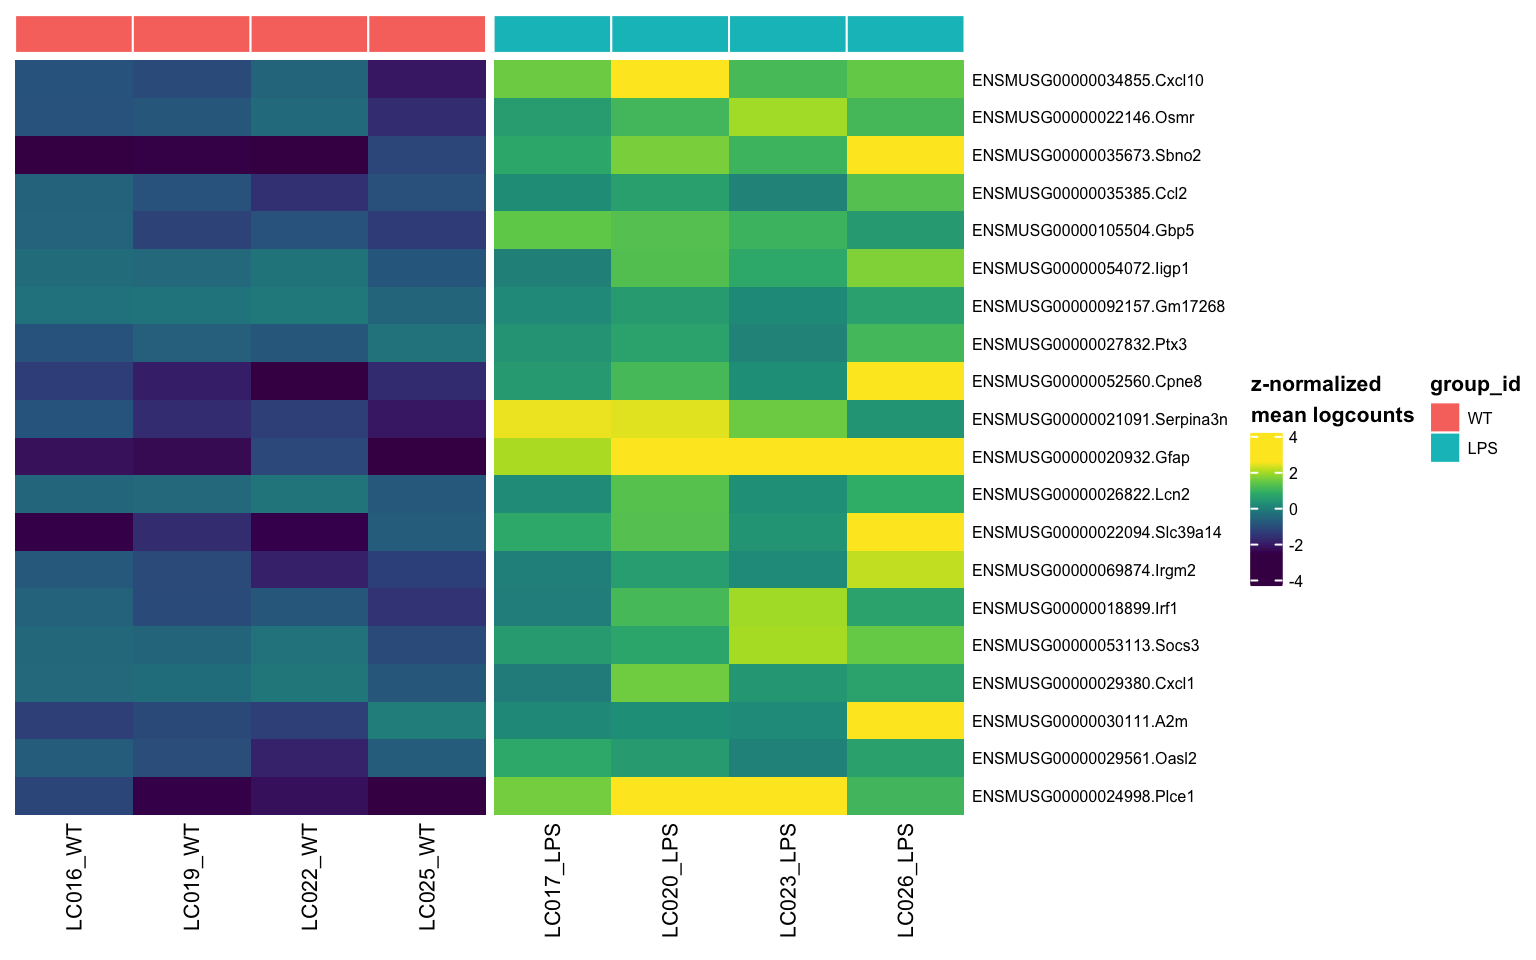 ENSMUSG00000034855.Cxcl10
ENSMUSG00000022146.Osmr
ENSMUSG00000035673.Sbno2
ENSMUSG00000035385.Ccl2
ENSMUSG00000105504.Gbp5
ENSMUSG00000054072.Iigp1
ENSMUSG00000092157.Gm17268
ENSMUSG00000027832.Ptx3
ENSMUSG00000052560.Cpne8
ENSMUSG00000021091.Serpina3n
ENSMUSG00000020932.Gfap
ENSMUSG00000026822.Lcn2
ENSMUSG00000022094.Slc39a14
ENSMUSG00000069874.Irgm2
ENSMUSG00000018899.Irf1
ENSMUSG00000053113.Socs3
ENSMUSG00000029380.Cxcl1
ENSMUSG00000030111.A2m
ENSMUSG00000029561.Oasl2
ENSMUSG00000024998.Plce1
LC016_WT
LC019_WT
LC022_WT
LC025_WT
LC017_LPS
LC020_LPS
LC023_LPS
LC026_LPS
z-normalized
mean logcounts
4
2
0
-2
-4
group_id
WT
LPS